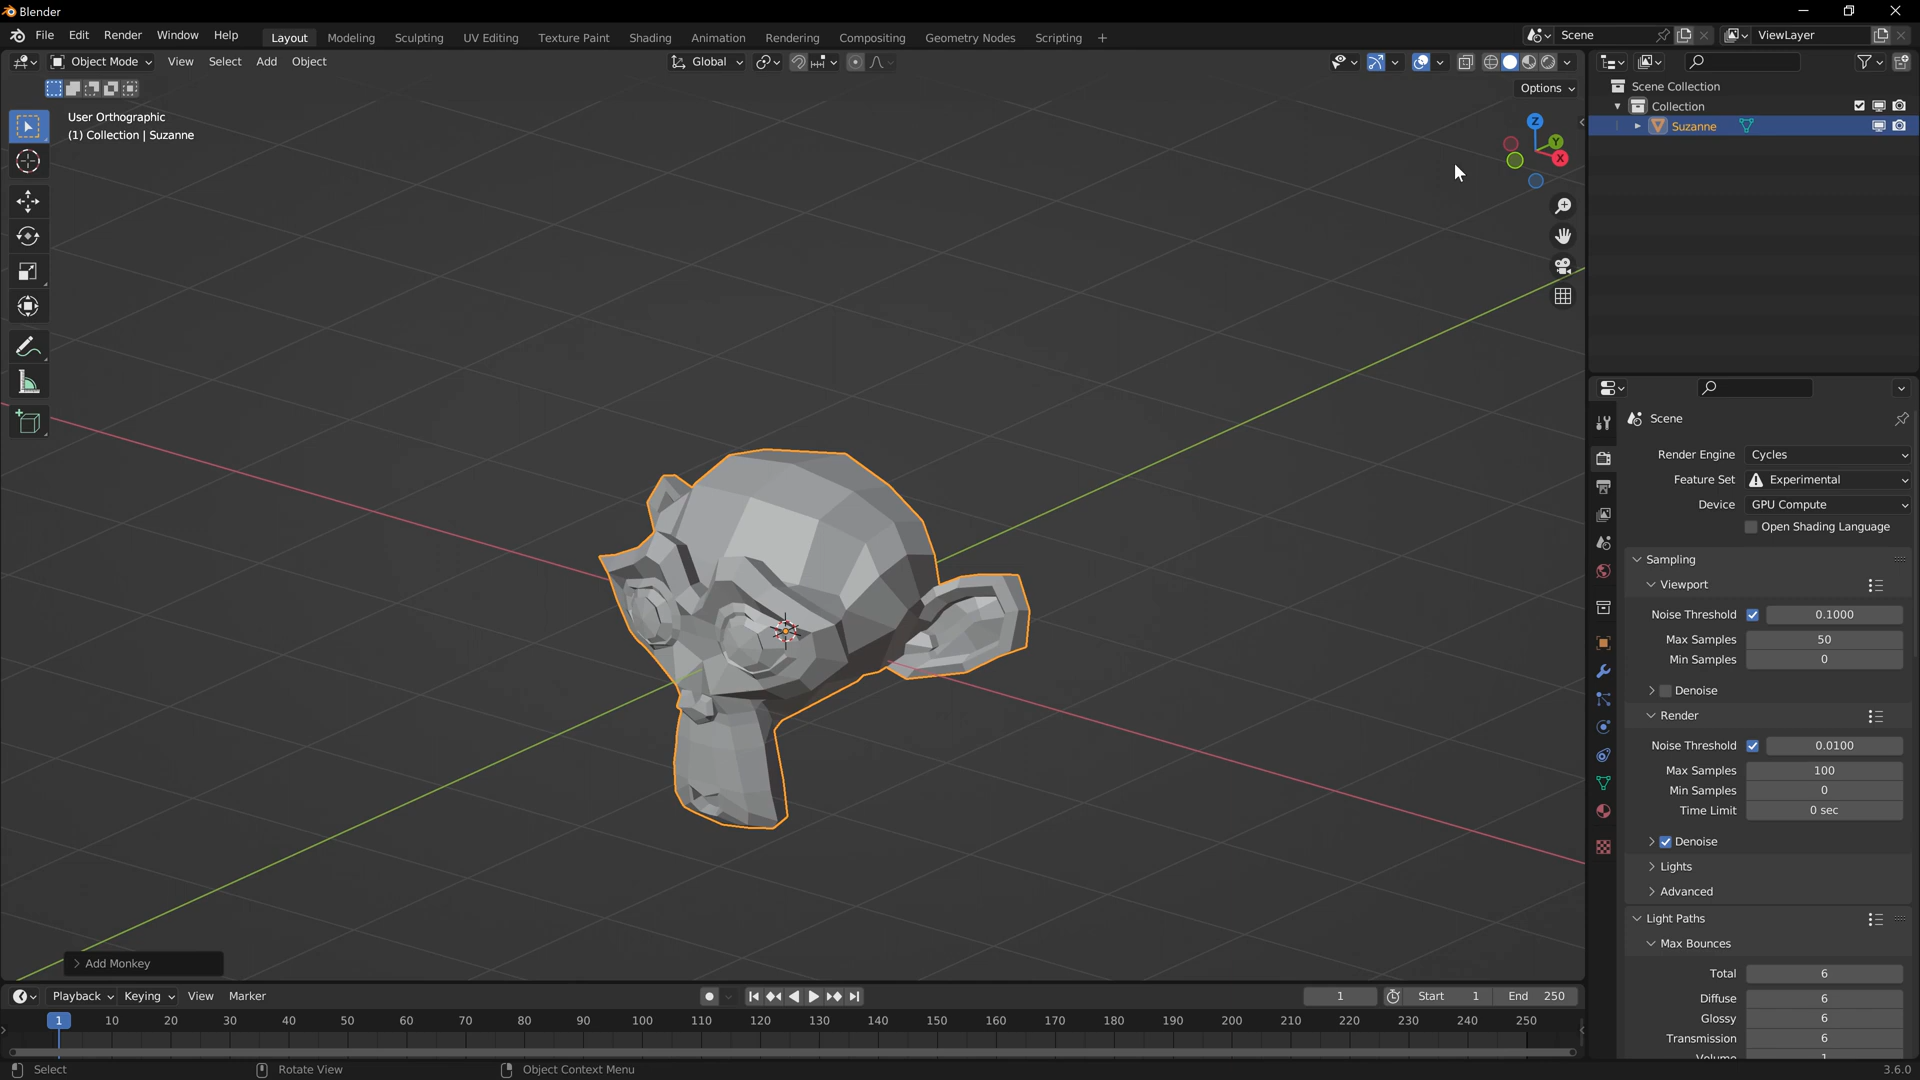 Blender
File Edit Render Window Help Layout Modeling Sculpting UV Editing Texture Paint Shading Animation Rendering Compositing Geometry Nodes Scripting + Scene ViewLayer
Object Mode View Select Add Object Global
Options
User Orthographic
(1) Collection | Suzanne
Z
Y
X
Scene Collection
Collection
Suzanne
Scene
Render Engine Cycles
Feature Set Experimental
Device GPU Compute
Open Shading Language
Sampling
Viewport
Noise Threshold 0.1000
Max Samples 50
Min Samples 0
Denoise
Render
Noise Threshold 0.0100
Max Samples 100
Min Samples 0
Time Limit 0 sec
Denoise
Lights
Advanced
Light Paths
Max Bounces
Total 6
Diffuse 6
Glossy 6
Transmission 6
Volume 1
Add Monkey
Playback Keying View Marker 1 Start 1 End 250
1 10 20 30 40 50 60 70 80 90 100 110 120 130 140 150 160 170 180 190 200 210 220 230 240 250
Select Rotate View Object Context Menu 3.6.0